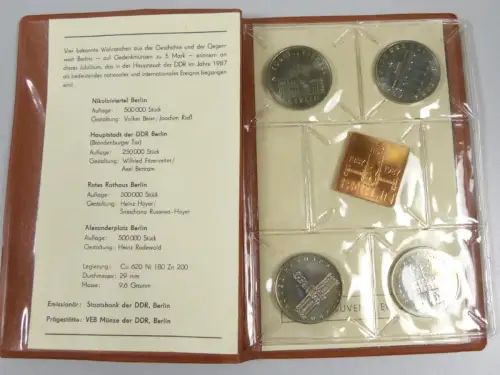 Vier bekannte Wahrzeichen aus der Geschichte und der Gegen-
wart Berlins – auf Gedenkmünzen zu 5 Mark – erinnern an
dieses Jubiläum, das in der Hauptstadt der DDR im Jahre 1987
als bedeutendes nationales und internationales Ereignis begangen
wird.
Nikolaiviertel Berlin
Auflage: 500 000 Stück
Gestaltung: Volker Beier/Joachim Rieß
Hauptstadt der DDR Berlin
(Brandenburger Tor)
Auflage: 250 000 Stück
Gestaltung: Wilfried Fitzenreiter/
Axel Bertram
Rotes Rathaus Berlin
Auflage: 500 000 Stück
Gestaltung: Heinz Hoyer/
Sneschana Russewa-Hoyer
Alexanderplatz Berlin
Auflage: 500 000 Stück
Gestaltung: Heinz Rodewald
Legierung: Cu 620 Ni 180 Zn 200
Durchmesser: 29 mm
Masse: 9,6 Gramm
Emissionär: Staatsbank der DDR, Berlin
Prägestätte: VEB Münze der DDR, Berlin